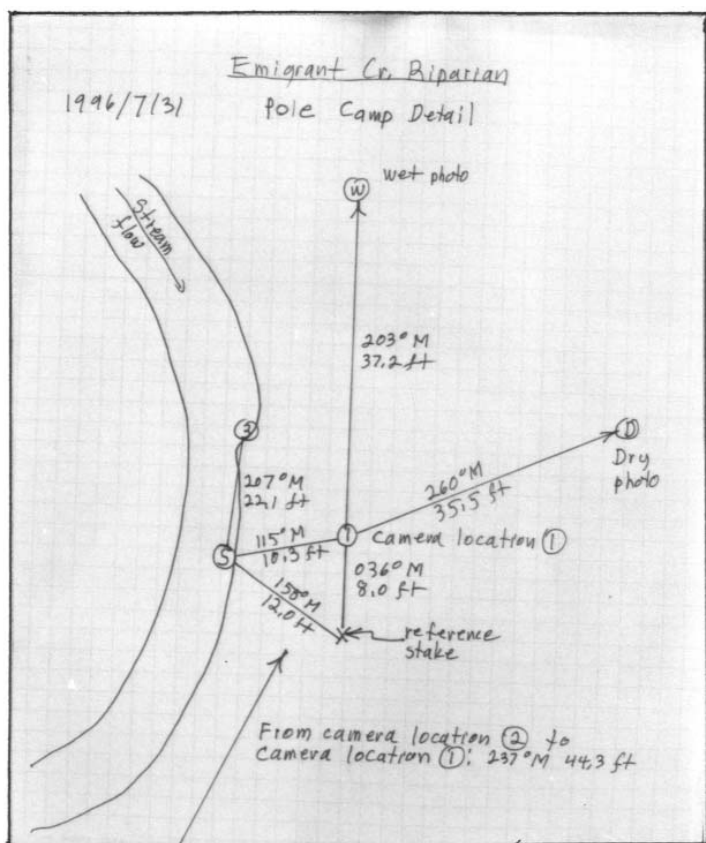 Emigrant Cr. Riparian
1996/7/31
Pole Camp Detail
W
wet photo
Stream
flow
203° M
37.2 ft
3
D
Dry
photo
207° M
22.1 ft
260° M
35.5 ft
115° M
10.3 ft
1
Camera location ①
5
036° M
8.0 ft
158° M
12.0 ft
reference
stake
From camera location ② to
Camera location ①: 237° M 44.3 ft